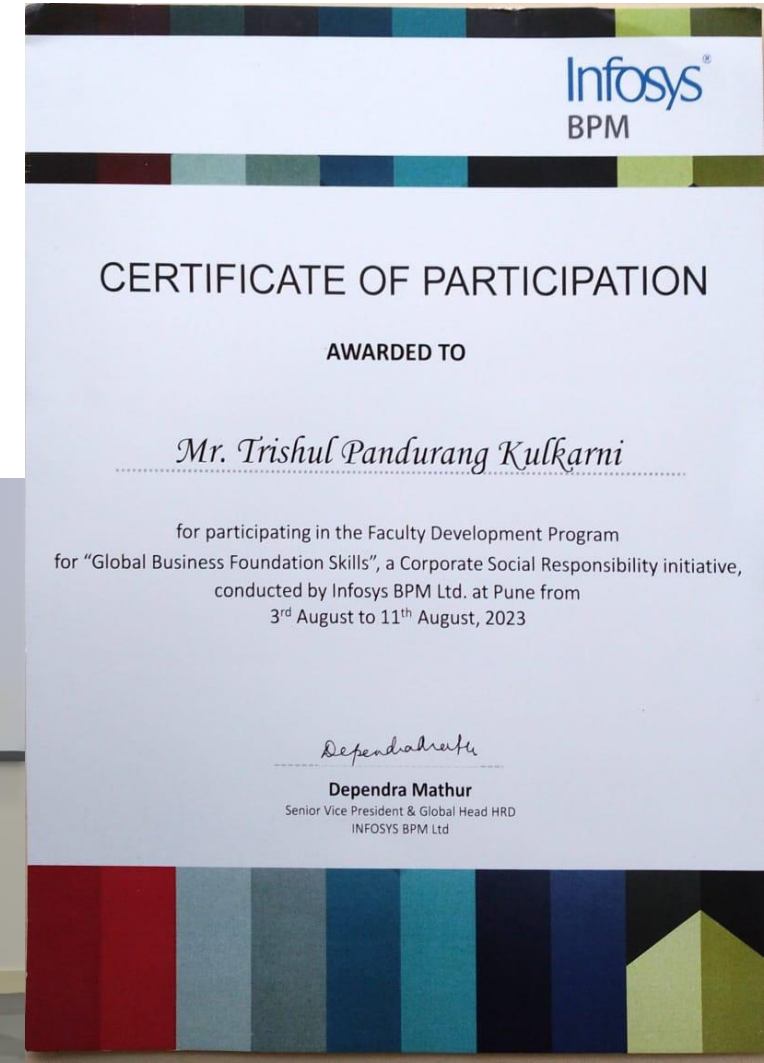 Infosys®
BPM
CERTIFICATE OF PARTICIPATION
AWARDED TO
Mr. Trishul Pandurang Kulkarni
for participating in the Faculty Development Program
for “Global Business Foundation Skills”, a Corporate Social Responsibility initiative,
conducted by Infosys BPM Ltd. at Pune from
3rd August to 11th August, 2023
Dependra Mathur
Senior Vice President & Global Head HRD
INFOSYS BPM Ltd